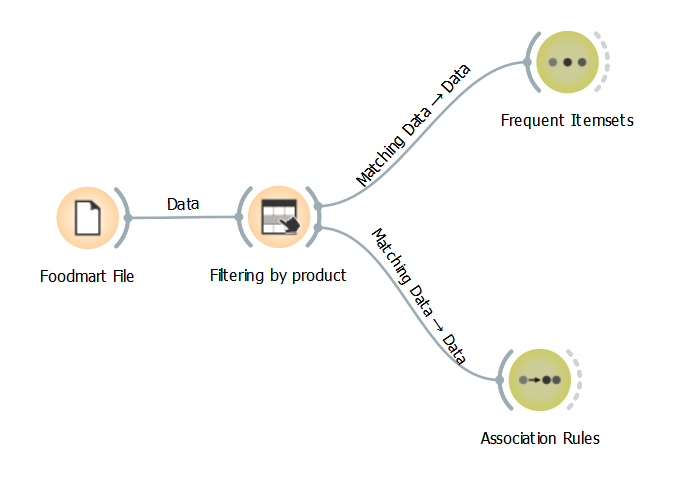 Frequent Itemsets
Matching Data → Data
Data
Foodmart File
Filtering by product
Matching Data → Data
Association Rules